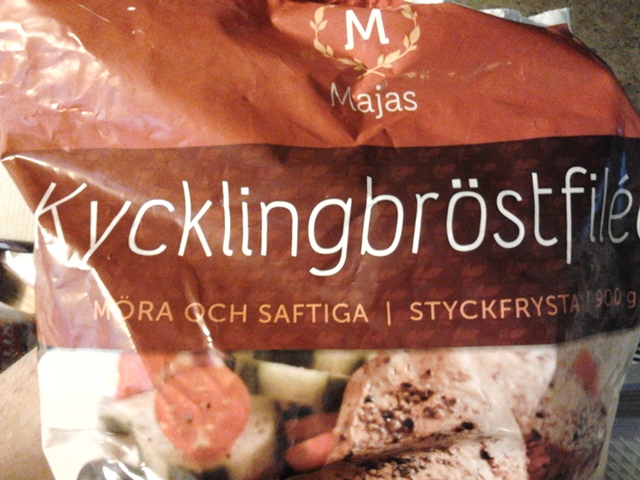 M
Majas
Kycklingbröstfilé
MÖRA OCH SAFTIGA | STYCKFRYSTA | 900 g